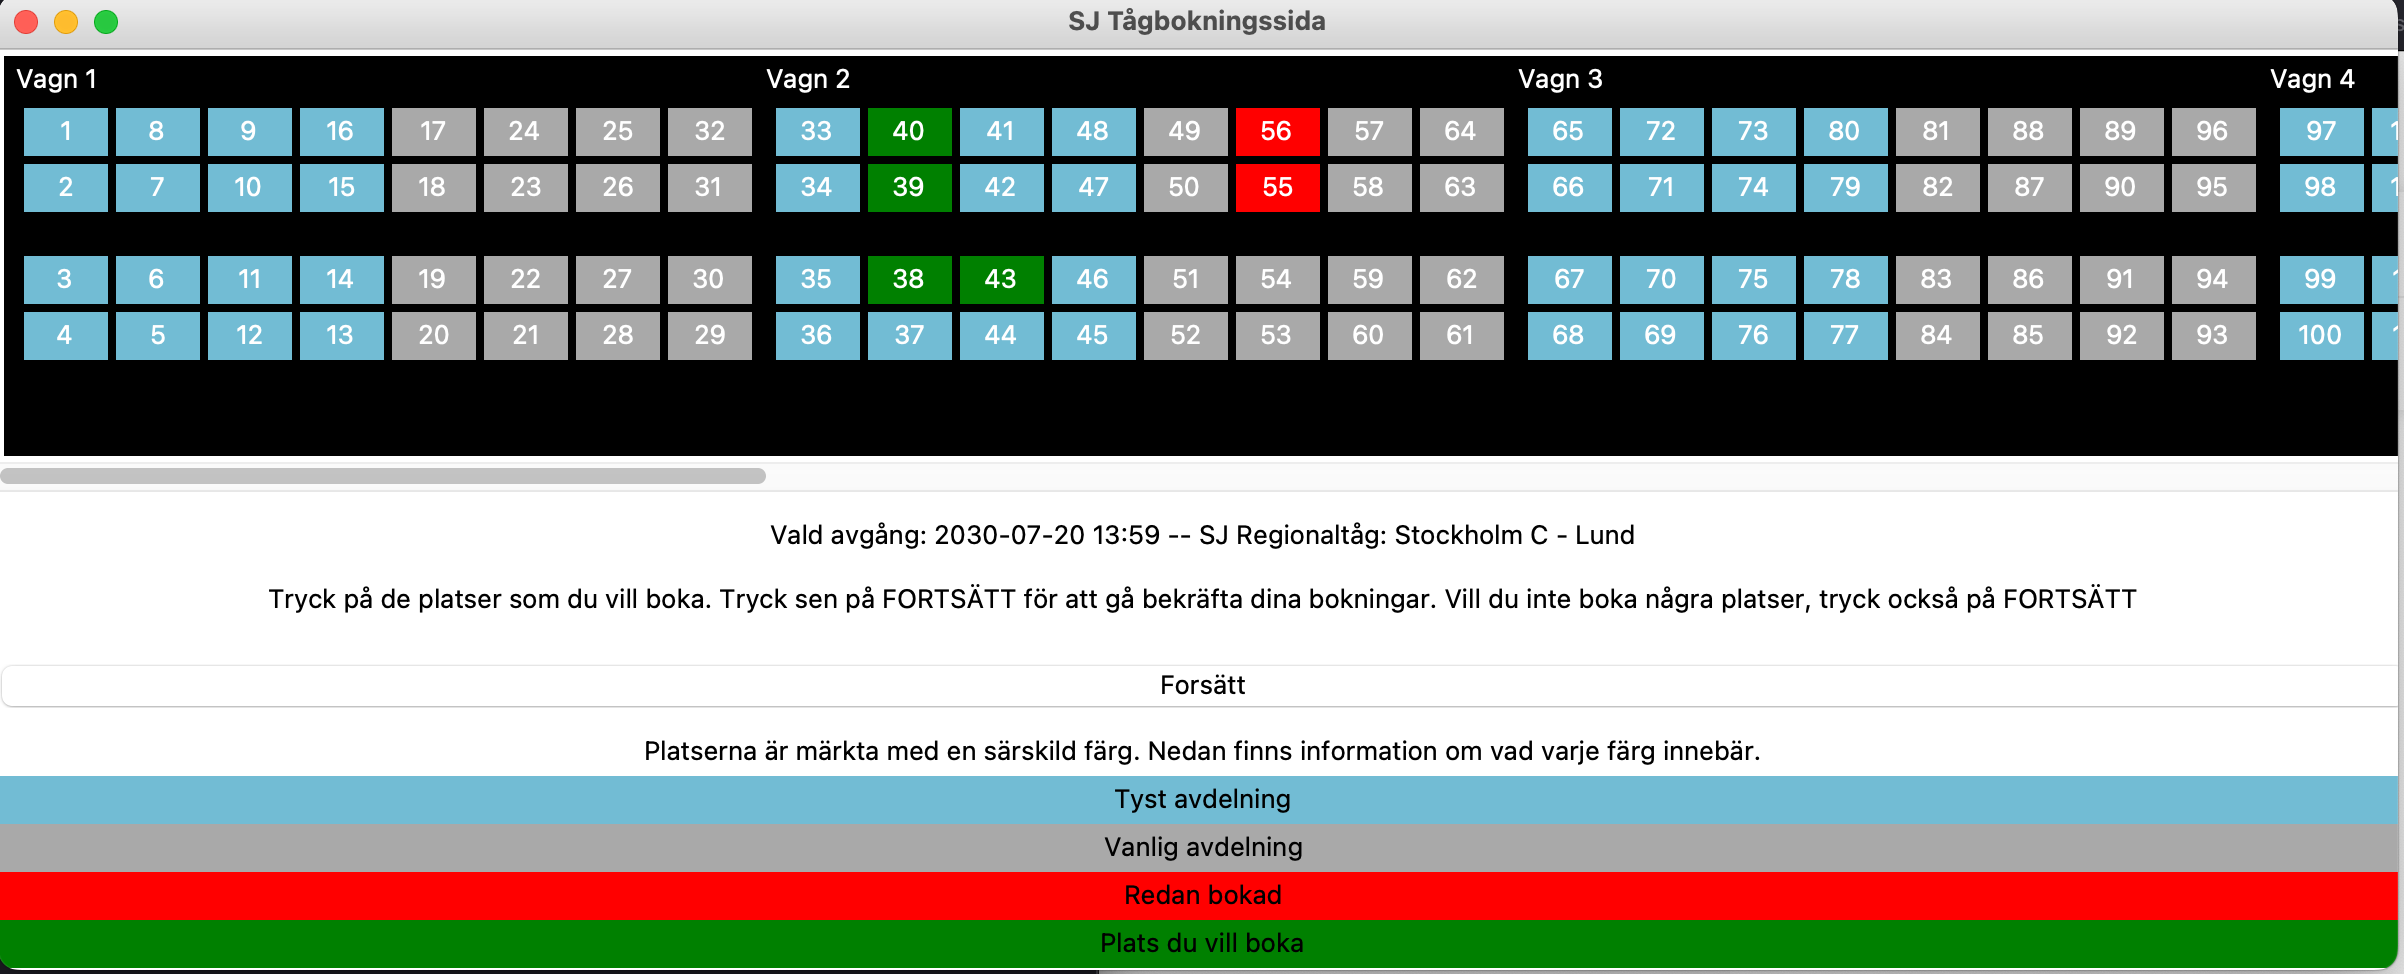 SJ Tågbokningssida
Vagn 1 Vagn 2 Vagn 3 Vagn 4
1 8 9 16 17 24 25 32 33 40 41 48 49 56 57 64 65 72 73 80 81 88 89 96 97
2 7 10 15 18 23 26 31 34 39 42 47 50 55 58 63 66 71 74 79 82 87 90 95 98
3 6 11 14 19 22 27 30 35 38 43 46 51 54 59 62 67 70 75 78 83 86 91 94 99
4 5 12 13 20 21 28 29 36 37 44 45 52 53 60 61 68 69 76 77 84 85 92 93 100
Vald avgång: 2030-07-20 13:59 -- SJ Regionaltåg: Stockholm C - Lund
Tryck på de platser som du vill boka. Tryck sen på FORTSÄTT för att gå bekräfta dina bokningar. Vill du inte boka några platser, tryck också på FORTSÄTT
Forsätt
Platserna är märkta med en särskild färg. Nedan finns information om vad varje färg innebär.
Tyst avdelning
Vanlig avdelning
Redan bokad
Plats du vill boka